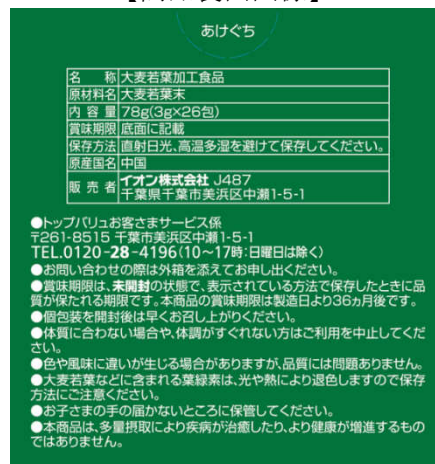 あけぐち
名　称 大麦若葉加工食品
原材料名 大麦若葉末
内 容 量 78g(3g×26包)
賞味期限 底面に記載
保存方法 直射日光、高温多湿を避けて保存してください。
原産国名 中国
販 売 者 イオン株式会社 J487
千葉県千葉市美浜区中瀬1-5-1
●トップバリュお客さまサービス係
〒261-8515 千葉市美浜区中瀬1-5-1
TEL.0120-28-4196(10〜17時:日曜日は除く)
●お問い合わせの際は外箱を添えてお申し出ください。
●賞味期限は、未開封の状態で、表示されている方法で保存したときに品
質が保たれる期限です。本商品の賞味期限は製造日より36ヵ月後です。
●個包装を開封後は早くお召し上がりください。
●体質に合わない場合や、体調がすぐれない方はご利用を中止してくだ
さい。
●色や風味に違いが生じる場合がありますが、品質には問題ありません。
●大麦若葉などに含まれる葉緑素は、光や熱により退色しますので保存
方法にご注意ください。
●お子さまの手の届かないところに保管してください。
●本商品は、多量摂取により疾病が治癒したり、より健康が増進するもの
ではありません。